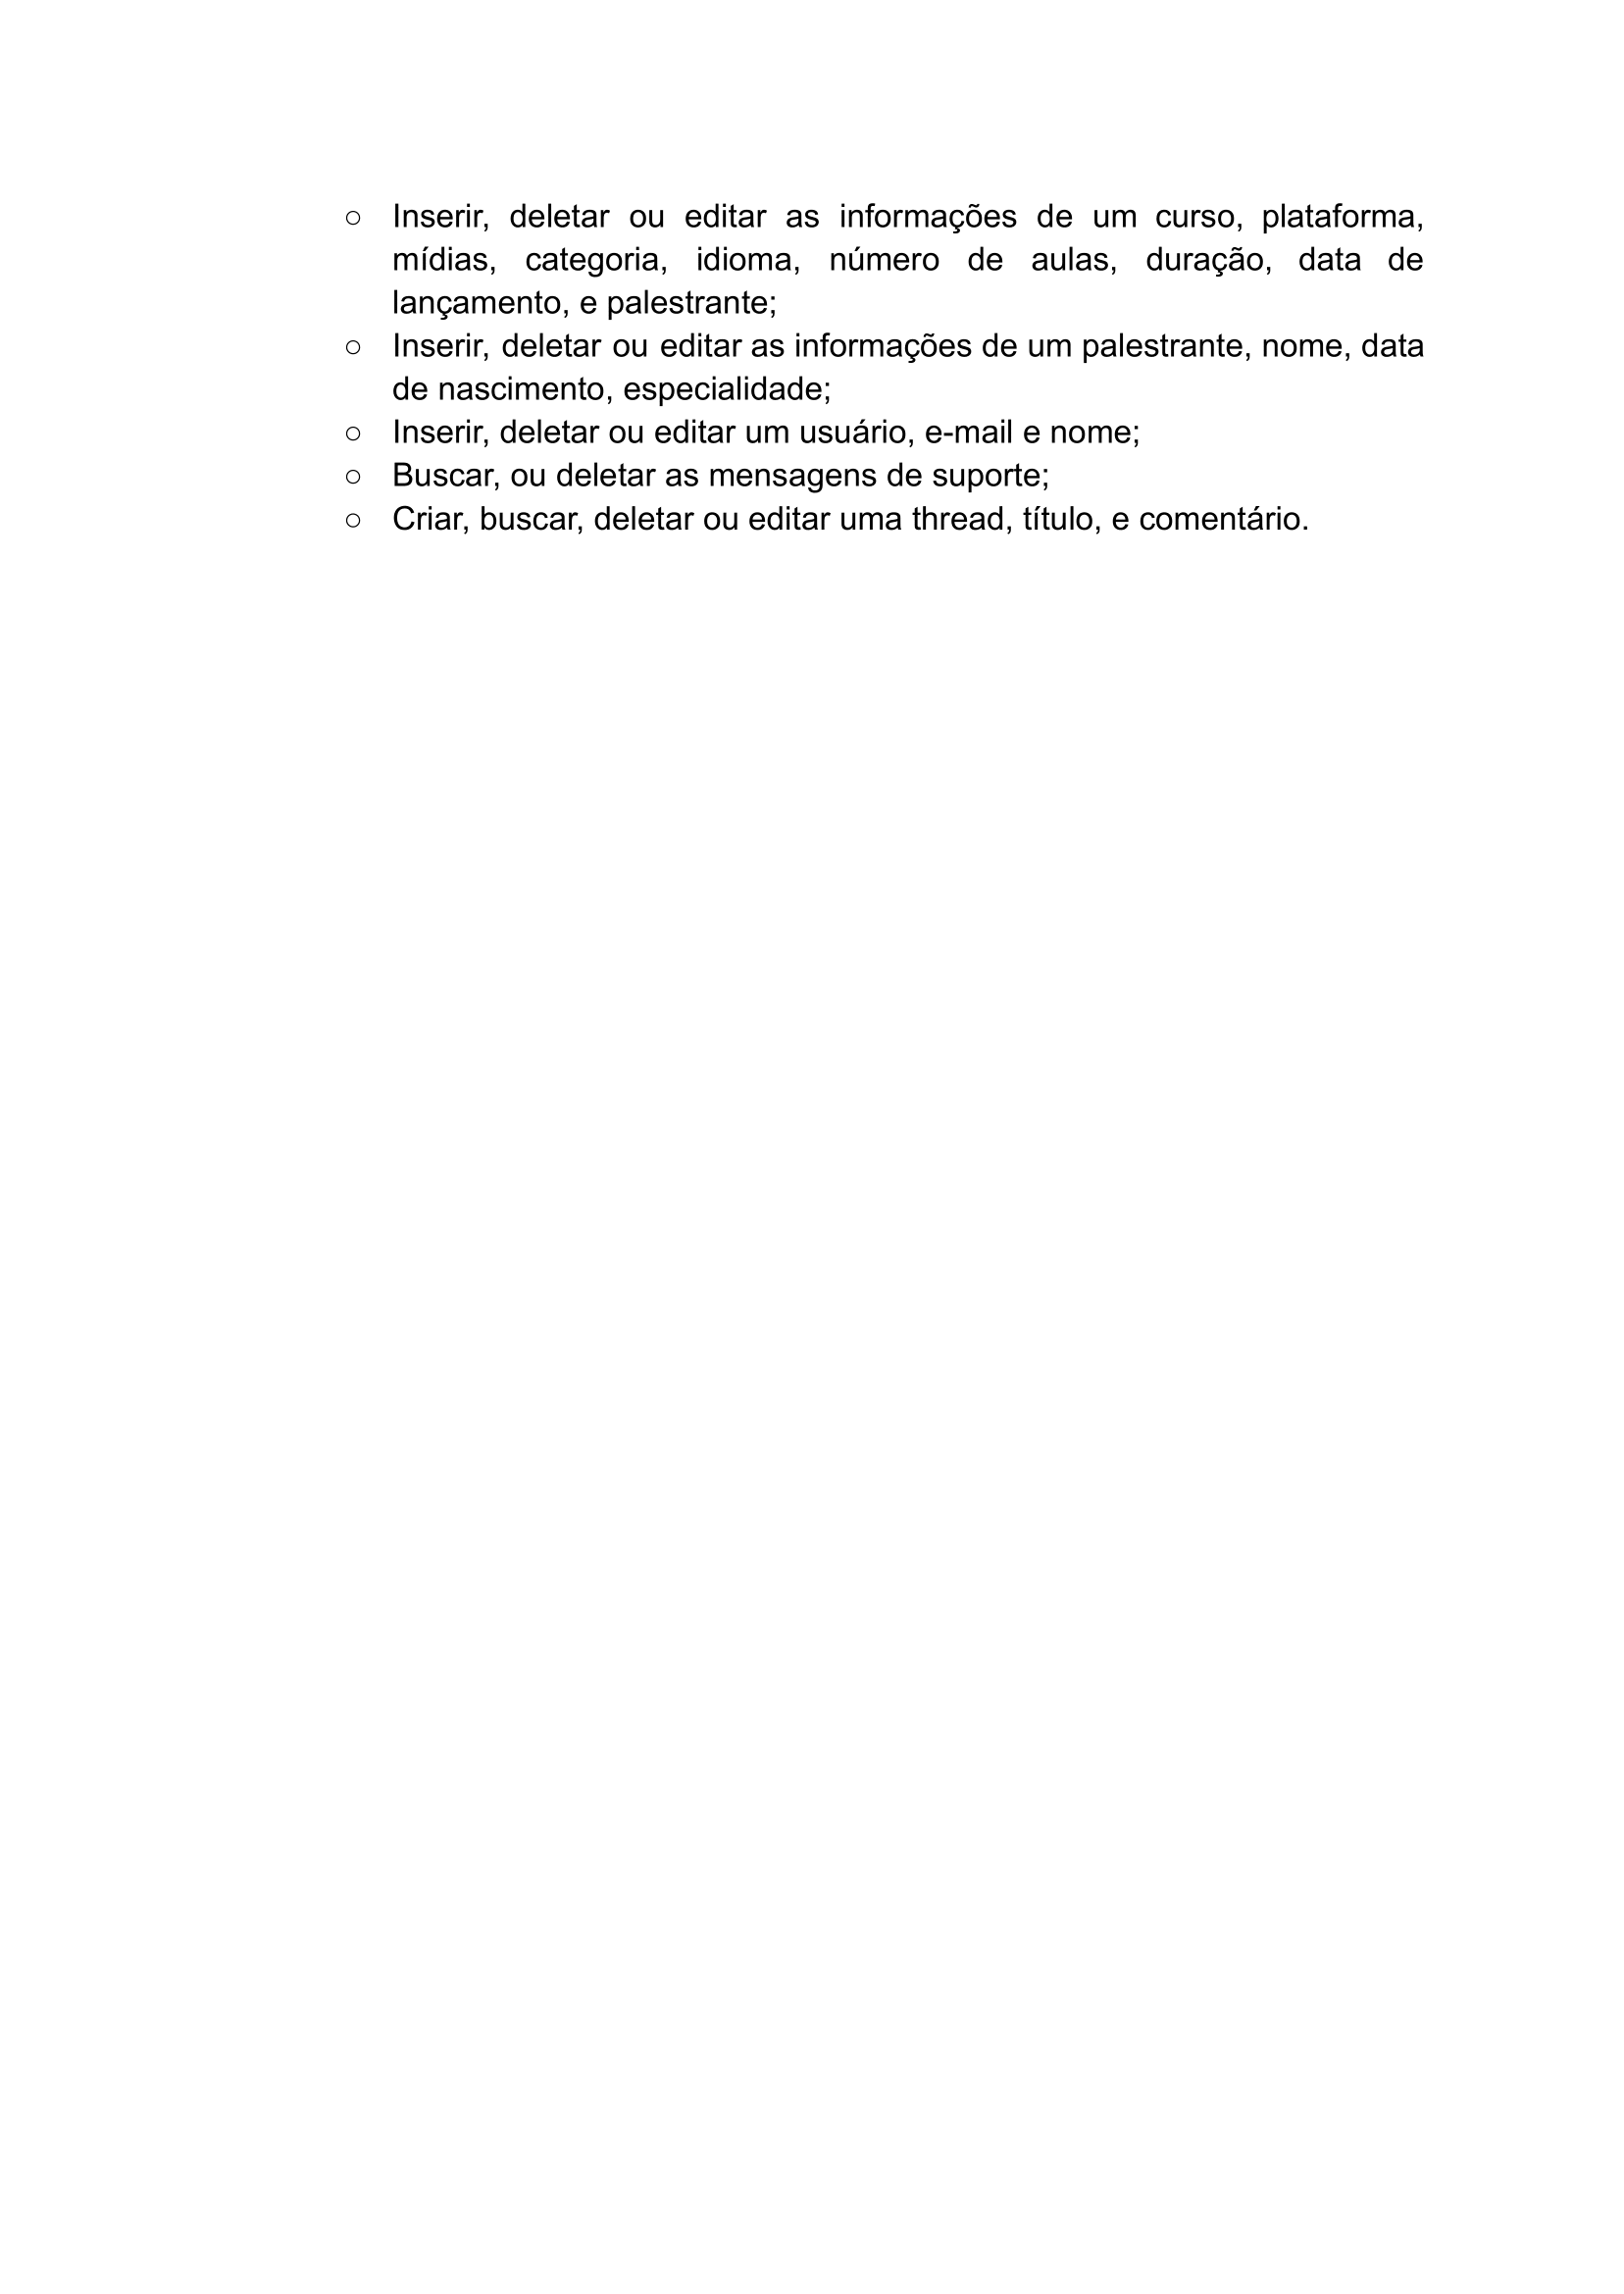 ○ Inserir, deletar ou editar as informações de um curso, plataforma,
mídias, categoria, idioma, número de aulas, duração, data de
lançamento, e palestrante;
○ Inserir, deletar ou editar as informações de um palestrante, nome, data
de nascimento, especialidade;
○ Inserir, deletar ou editar um usuário, e-mail e nome;
○ Buscar, ou deletar as mensagens de suporte;
○ Criar, buscar, deletar ou editar uma thread, título, e comentário.